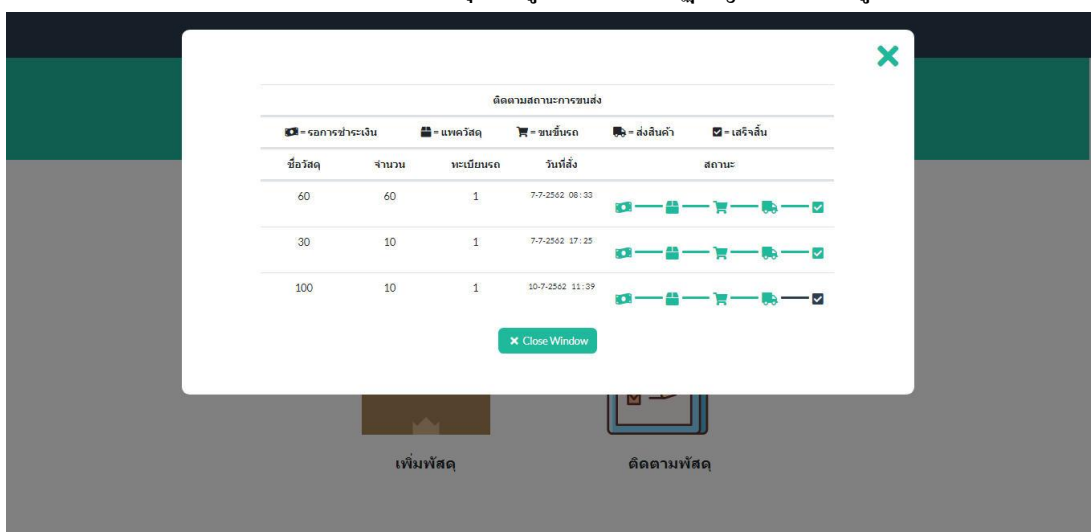 ติดตามสถานะการขนส่ง
= รอการชำระเงิน = แพควัสดุ = ขนขึ้นรถ = ส่งสินค้า = เสร็จสิ้น
ชื่อวัสดุ จำนวน ทะเบียนรถ วันที่สั่ง สถานะ
60 60 1 7-7-2562 08:33
30 10 1 7-7-2562 17:25
100 10 1 10-7-2562 11:39
Close Window
เพิ่มพัสดุ ติดตามพัสดุ